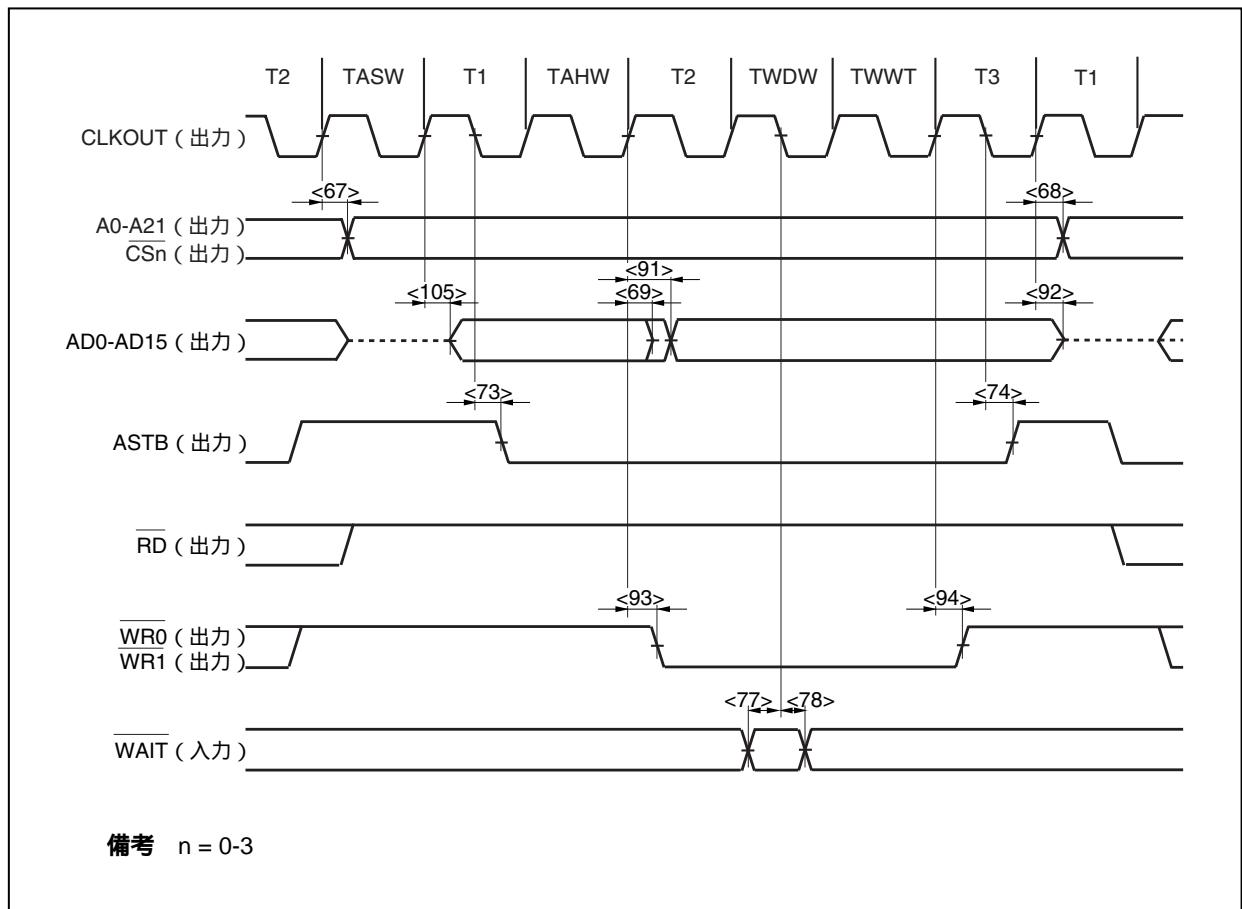 T2 TASW T1 TAHW T2 TWDW TWWT T3 T1
CLKOUT（出力）
<67> <68>
A0-A21（出力）
CSn（出力）
<91>
<105> <69> <92>
AD0-AD15（出力）
<73> <74>
ASTB（出力）
RD（出力）
<93> <94>
WR0（出力）
WR1（出力）
<77> <78>
WAIT（入力）
備考 n = 0-3